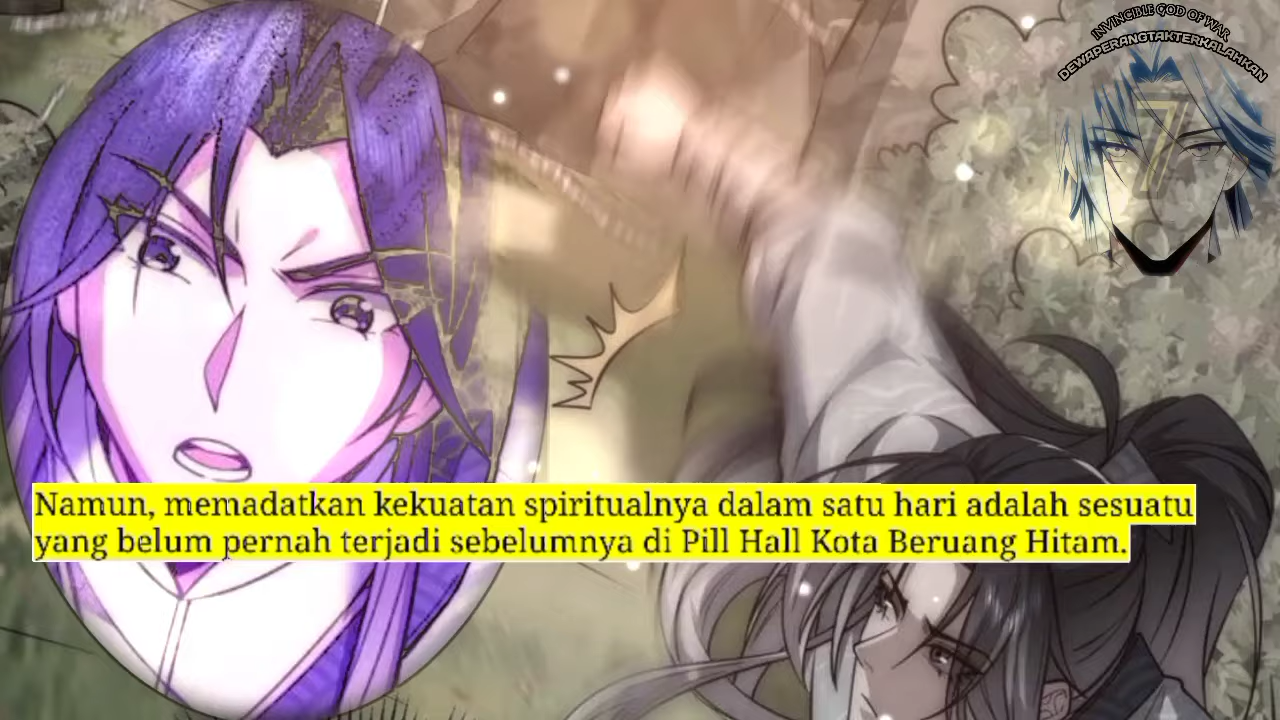 INVINCIBLE GOD OF WAR
DEWAPERANGTAKTERKALAHKAN
7
Namun, memadatkan kekuatan spiritualnya dalam satu hari adalah sesuatu
yang belum pernah terjadi sebelumnya di Pill Hall Kota Beruang Hitam.